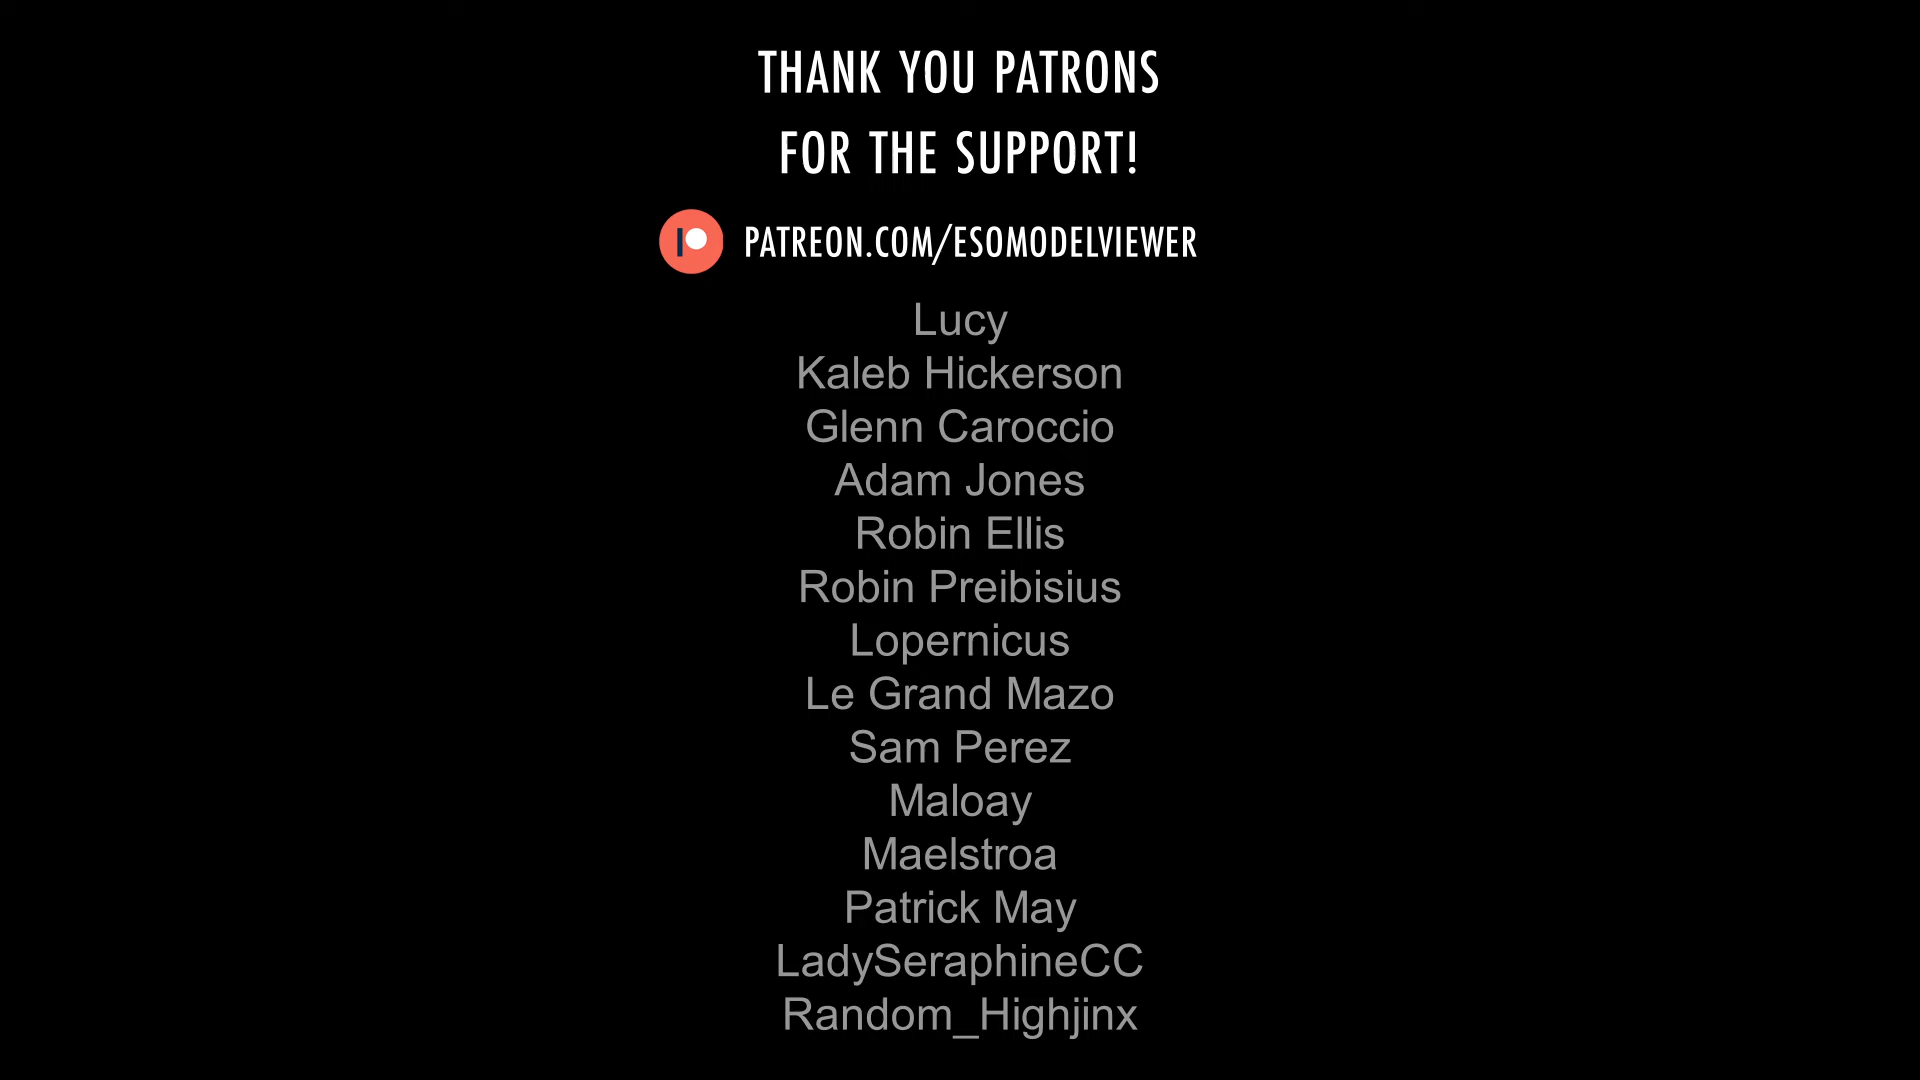 THANK YOU PATRONS
FOR THE SUPPORT!
PATREON.COM/ESOMODELVIEWER
Lucy
Kaleb Hickerson
Glenn Caroccio
Adam Jones
Robin Ellis
Robin Preibisius
Lopernicus
Le Grand Mazo
Sam Perez
Maloay
Maelstroa
Patrick May
LadySeraphineCC
Random_Highjinx